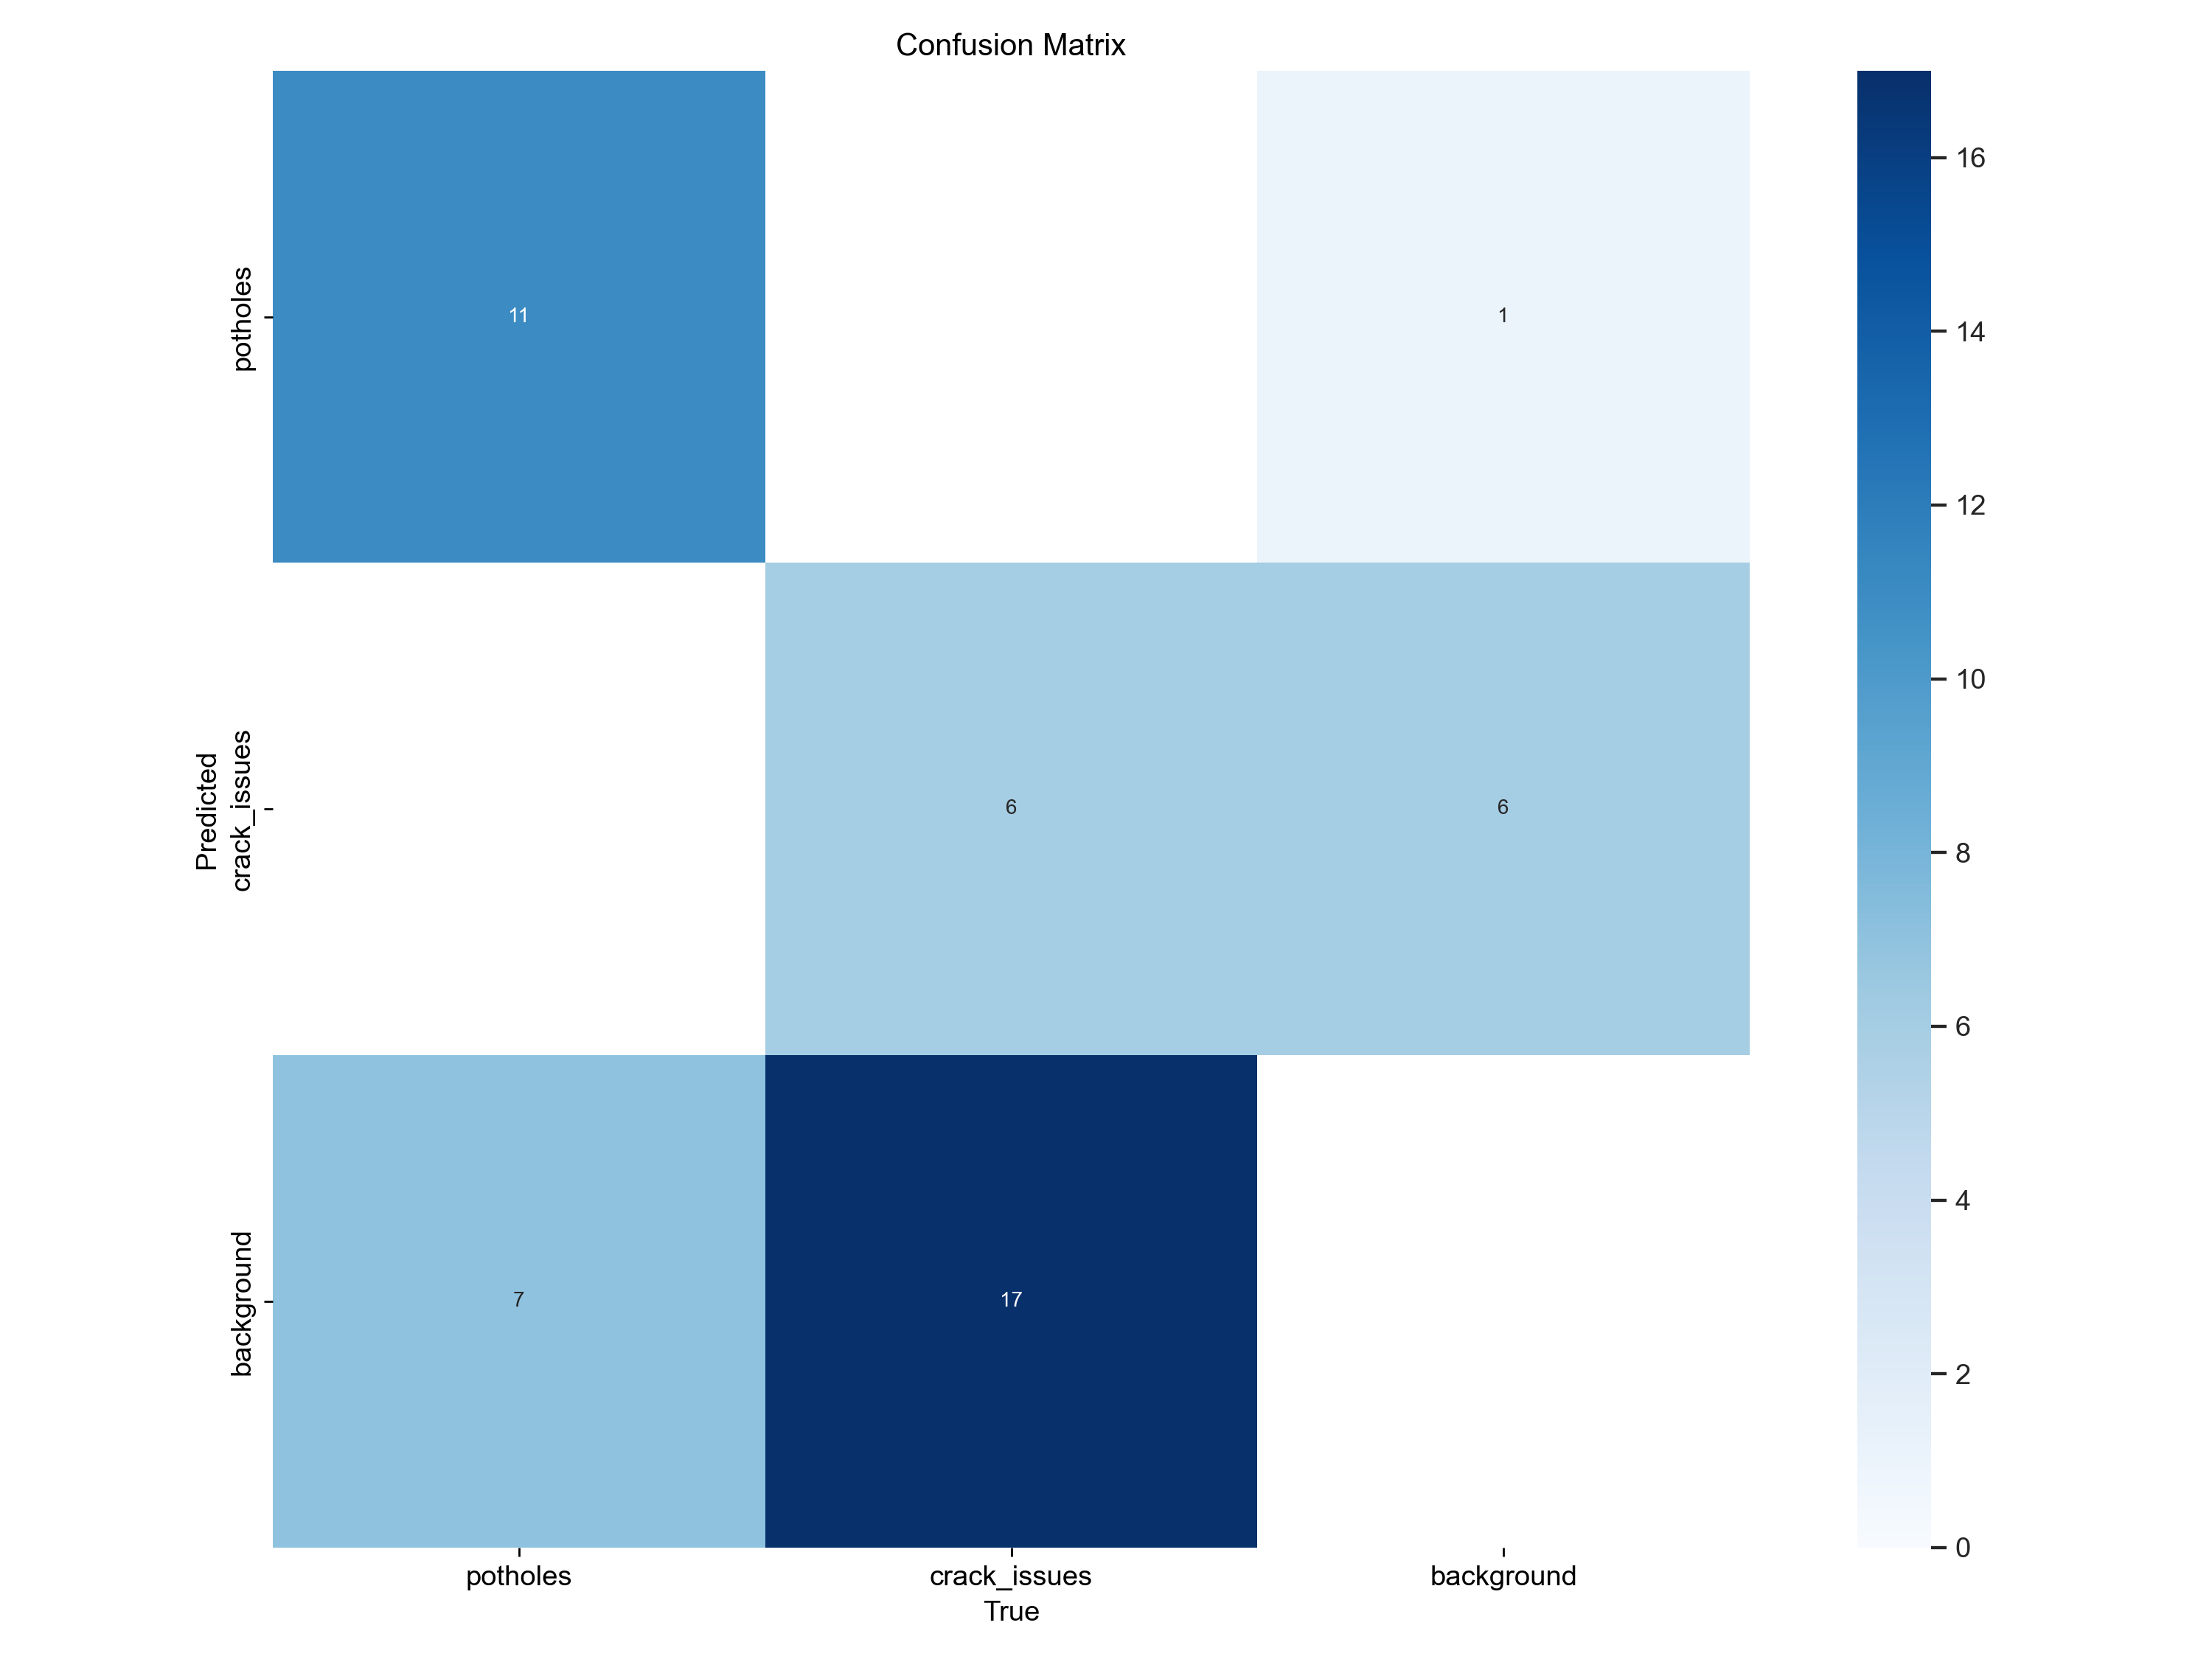 Confusion Matrix
potholes
11
1
Predicted
crack_issues
6
6
background
7
17
potholes
crack_issues
background
True
16
14
12
10
8
6
4
2
0